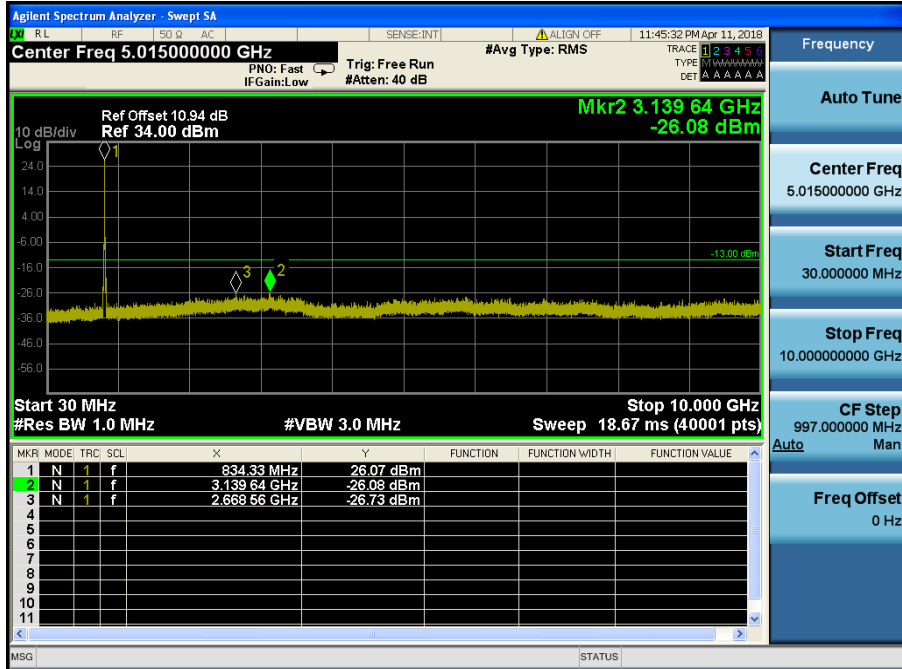 Agilent Spectrum Analyzer - Swept SA
LXI RL RF 50 Ω AC SENSE:INT ALIGN OFF 11:45:32 PM Apr 11, 2018
Center Freq 5.015000000 GHz
PNO: Fast
IFGain:Low
Trig: Free Run
#Atten: 40 dB
#Avg Type: RMS
TRACE 1 2 3 4 5 6
TYPE M WWWWW
DET A A A A A A
Mkr2 3.139 64 GHz
-26.08 dBm
Ref Offset 10.94 dB
10 dB/div Ref 34.00 dBm
Log
24.0
14.0
4.00
-6.00
-16.0
-26.0
-36.0
-46.0
-56.0
1
3
2
-13.00 dBm
Start 30 MHz Stop 10.000 GHz
#Res BW 1.0 MHz #VBW 3.0 MHz Sweep 18.67 ms (40001 pts)
MKR MODE TRC SCL X Y FUNCTION FUNCTION WIDTH FUNCTION VALUE
1 N 1 f 834.33 MHz 26.07 dBm
2 N 1 f 3.139 64 GHz -26.08 dBm
3 N 1 f 2.668 56 GHz -26.73 dBm
4
5
6
7
8
9
10
11
MSG STATUS
Frequency
Auto Tune
Center Freq
5.015000000 GHz
Start Freq
30.000000 MHz
Stop Freq
10.000000000 GHz
CF Step
997.000000 MHz
Auto Man
Freq Offset
0 Hz